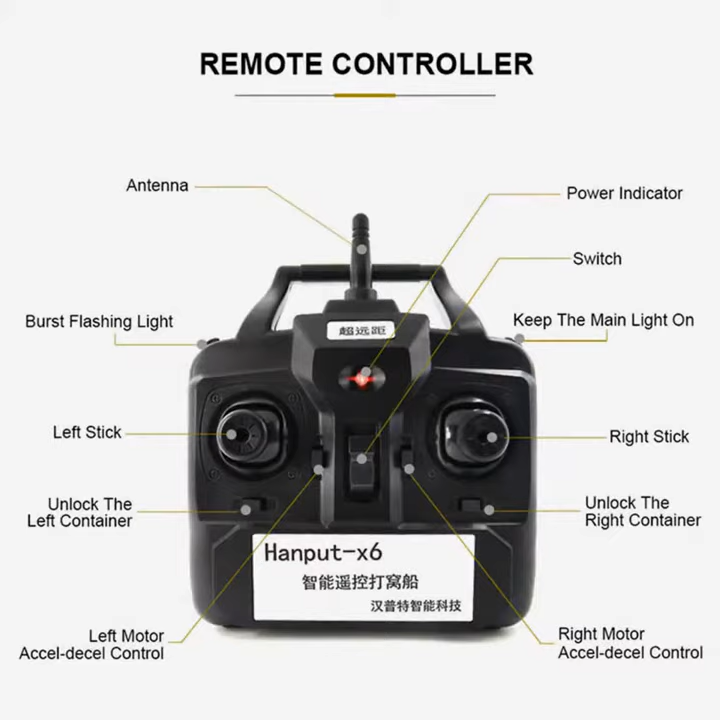 REMOTE CONTROLLER
Antenna
Power Indicator
Switch
Burst Flashing Light
Keep The Main Light On
超远距
Left Stick
Right Stick
Unlock The
Left Container
Unlock The
Right Container
Hanput-x6
智能遥控打窝船
汉普特智能科技
Left Motor
Accel-decel Control
Right Motor
Accel-decel Control